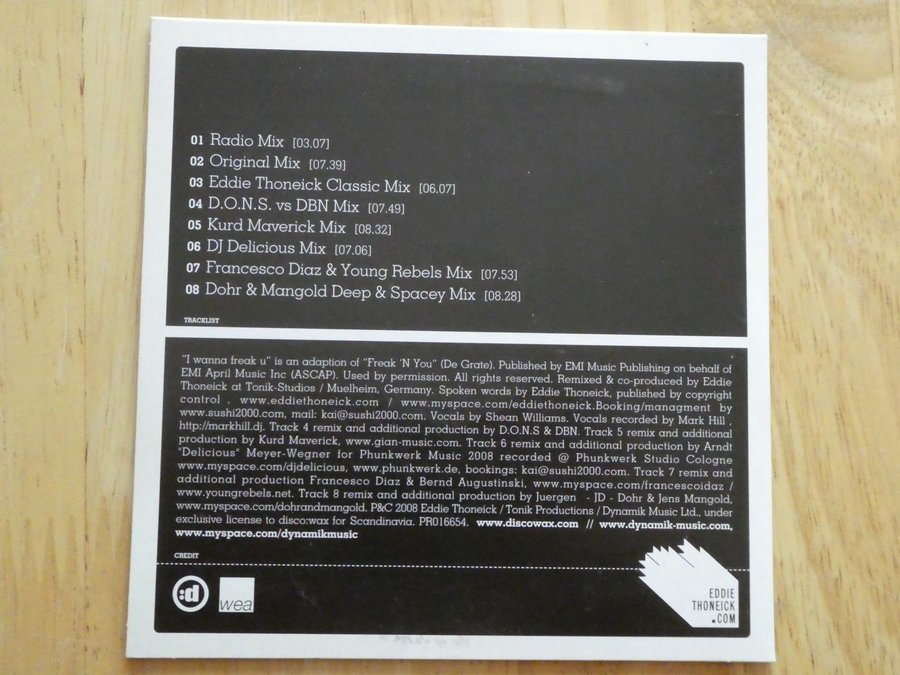 01 Radio Mix [03.07]
02 Original Mix [07.39]
03 Eddie Thoneick Classic Mix [06.07]
04 D.O.N.S. vs DBN Mix [07.49]
05 Kurd Maverick Mix [08.32]
06 DJ Delicious Mix [07.06]
07 Francesco Diaz & Young Rebels Mix [07.53]
08 Dohr & Mangold Deep & Spacey Mix [08.28]
TRACKLIST
"I wanna freak u" is an adaption of "Freak 'N You" (De Grate). Published by EMI Music Publishing on behalf of
EMI April Music Inc (ASCAP). Used by permission. All rights reserved. Remixed & co-produced by Eddie
Thoneick at Tonik-Studios / Muelheim, Germany. Spoken words by Eddie Thoneick, published by copyright
control . www.eddiethoneick.com / www.myspace.com/eddiethoneick.Booking/managment by
www.sushi2000.com, mail: kai@sushi2000.com. Vocals by Shean Williams. Vocals recorded by Mark Hill ,
http://markhill.dj. Track 4 remix and additional production by D.O.N.S & DBN. Track 5 remix and additional
production by Kurd Maverick, www.gian-music.com. Track 6 remix and additional production by Arndt
"Delicious" Meyer-Wegner for Phunkwerk Music 2008 recorded @ Phunkwerk Studio Cologne
www.myspace.com/djdelicious, www.phunkwerk.de, bookings: kai@sushi2000.com. Track 7 remix and
additional production Francesco Diaz & Bernd Augustinski, www.myspace.com/francescoidaz /
www.youngrebels.net. Track 8 remix and additional production by Juergen - JD - Dohr & Jens Mangold,
www.myspace.com/dohrandmangold. P&C 2008 Eddie Thoneick / Tonik Productions / Dynamik Music Ltd., under
exclusive license to disco:wax for Scandinavia. PR016654. www.discowax.com // www.dynamik-music.com,
www.myspace.com/dynamikmusic
CREDIT
:d
wea
EDDIE
THONEICK
.COM